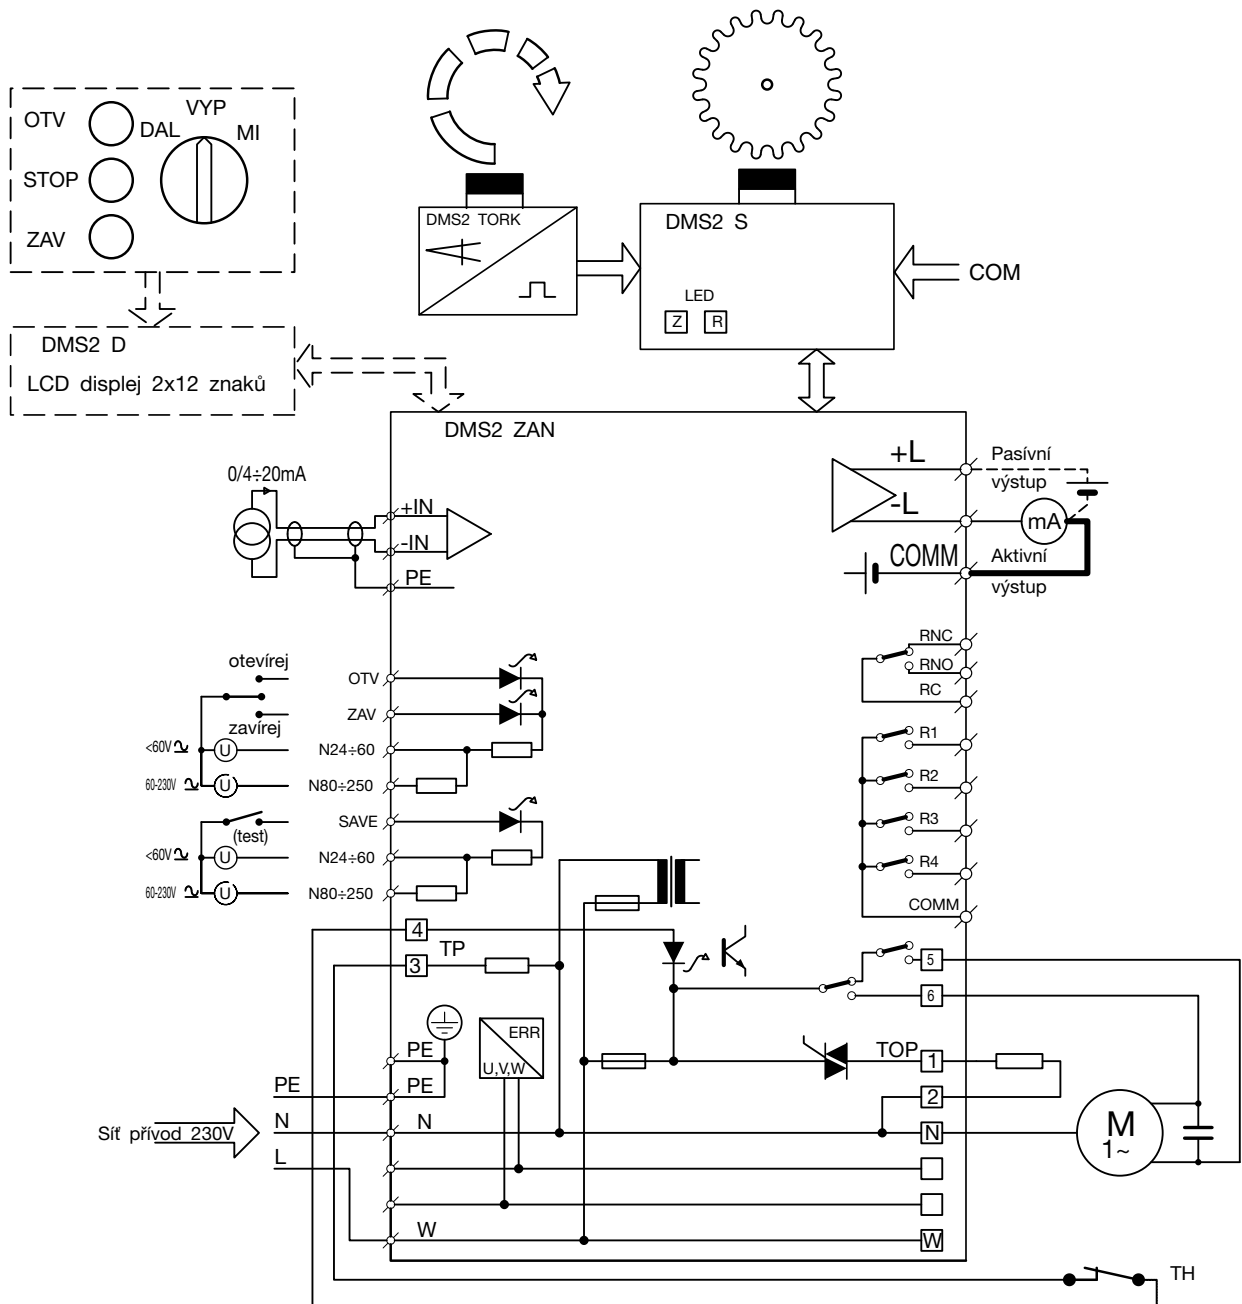 VYP
OTV
DAL
MI
STOP
ZAV
DMS2 TORK
DMS2 S
LED
Z
R
COM
DMS2 D
LCD displej 2x12 znaků
DMS2 ZAN
0/4÷20mA
+IN
-IN
PE
+L
-L
COMM
Pasívní
výstup
mA
Aktivní
výstup
otevírej
zavírej
<60V
U
60-230V
U
(test)
<60V
U
60-230V
U
OTV
ZAV
N24÷60
N80÷250
SAVE
N24÷60
N80÷250
RNC
RNO
RC
R1
R2
R3
R4
COMM
4
TP
3
5
6
ERR
U,V,W
PE
PE
TOP
1
2
PE
N
N
N
M
1~
Síť přívod 230V
L
W
W
TH